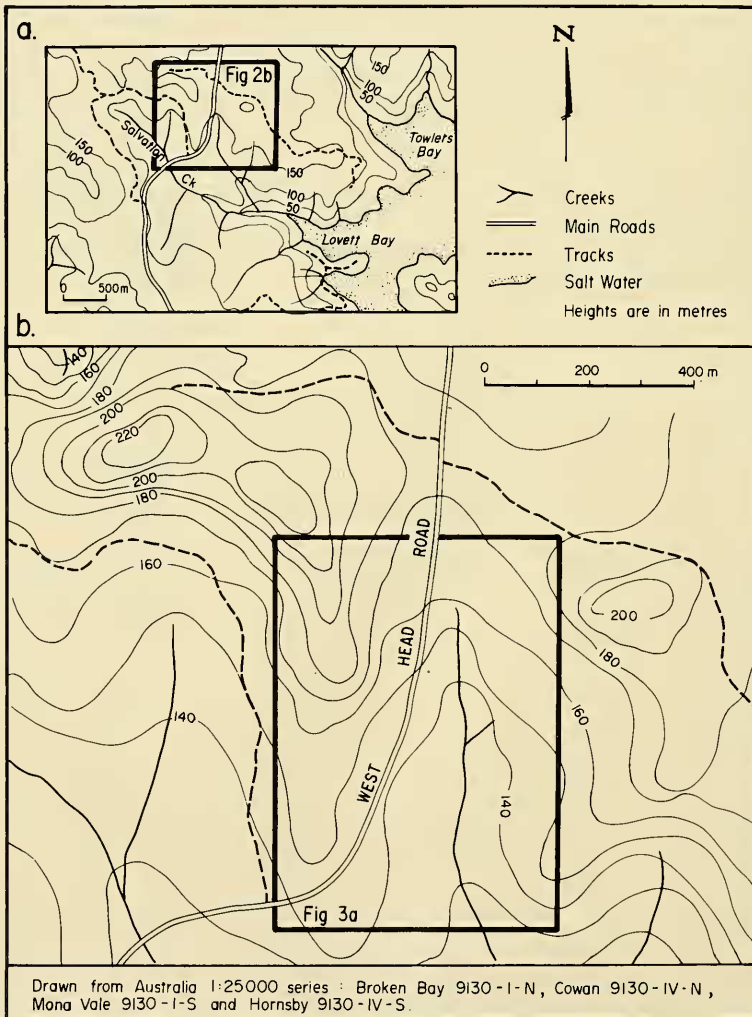 a.
N
Fig 2b
150
100
50
Towlers
Bay
150
100
Salvation
Ck
150
100
50
Lovett Bay
0 500m
Creeks
Main Roads
Tracks
Salt Water
Heights are in metres
b.
140
160
180
200
220
200
180
0 200 400 m
160
ROAD
HEAD
WEST
200
180
160
140
140
Fig 3a
Drawn from Australia 1:25000 series : Broken Bay 9130-I-N, Cowan 9130-IV-N,
Mona Vale 9130-I-S and Hornsby 9130-IV-S.